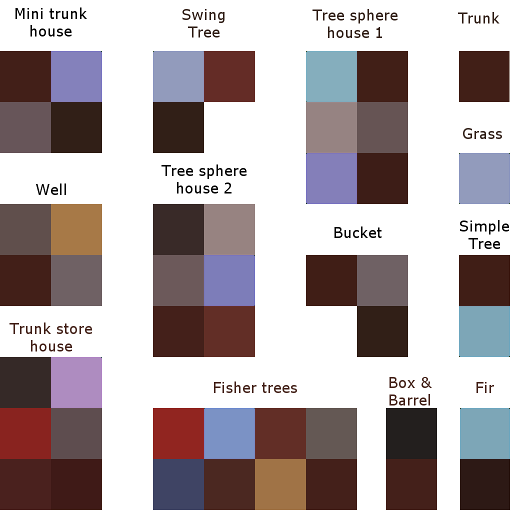 Mini trunk
house
Swing
Tree
Tree sphere
house 1
Trunk
Grass
Well
Tree sphere
house 2
Bucket
Simple
Tree
Trunk store
house
Fisher trees
Box &
Barrel
Fir